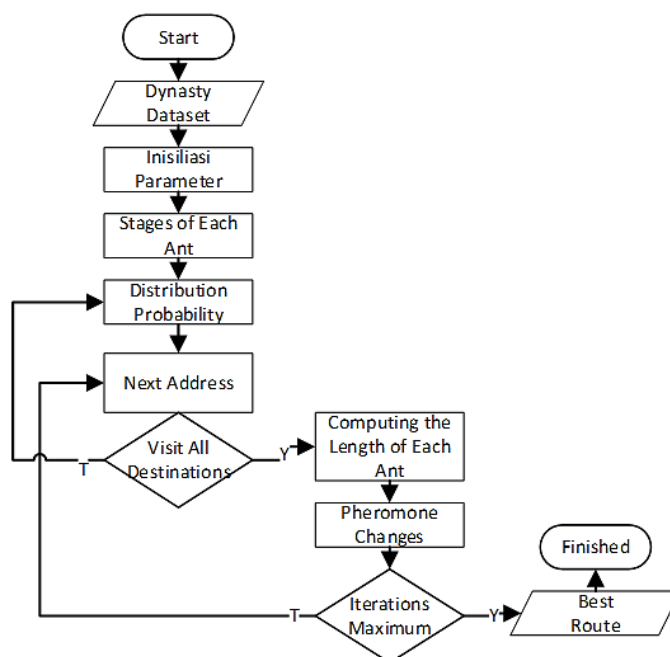 Start
Dynasty
Dataset
Inisiliasi
Parameter
Stages of Each
Ant
Distribution
Probability
Next Address
Visit All
Destinations
T
Y
Computing the
Length of Each
Ant
Pheromone
Changes
Iterations
Maximum
T
Y
Best
Route
Finished